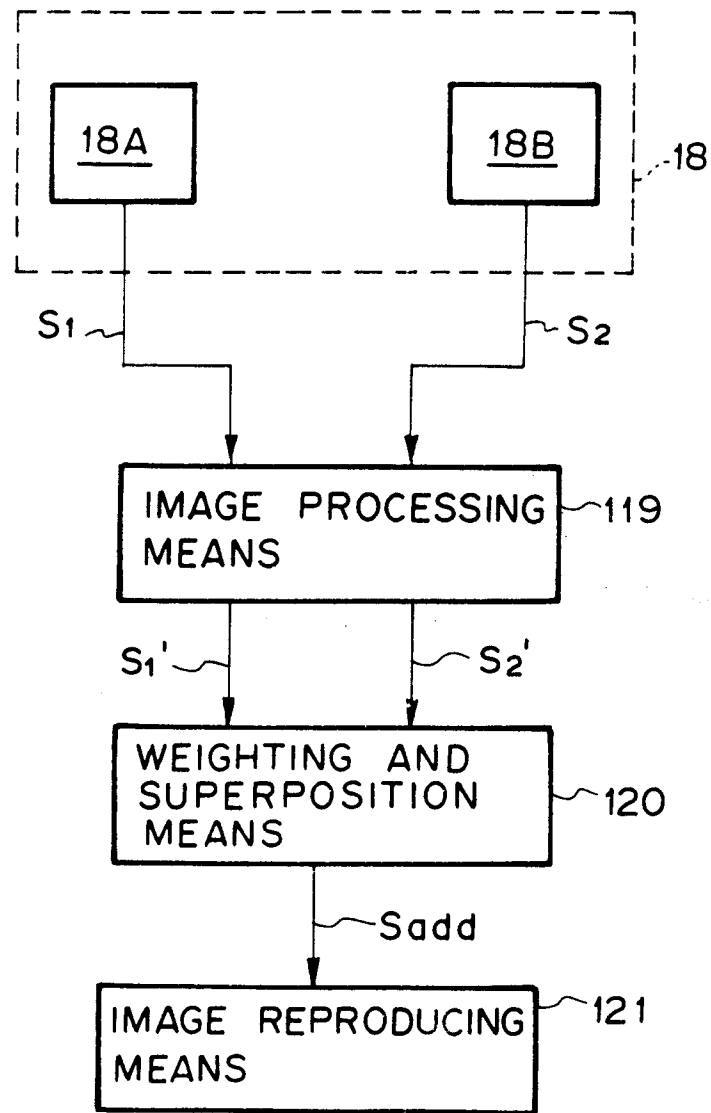 18A
18B
18
S1
S2
IMAGE PROCESSING
MEANS
119
S1'
S2'
WEIGHTING AND
SUPERPOSITION
MEANS
120
Sadd
IMAGE REPRODUCING
MEANS
121